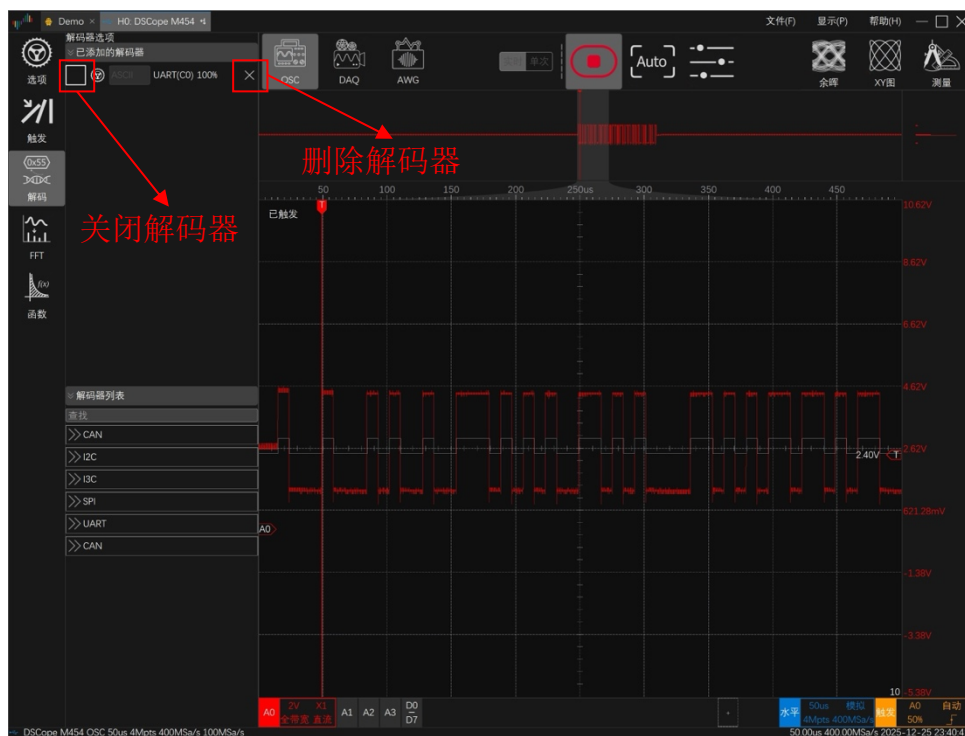 Demo × H0: DSCope M454
文件(F) 显示(P) 帮助(H)
解码器选项
已添加的解码器
ASCII UART(C0) 100%
选项
触发
0x55
解码
FFT
f(x)
函数
OSC DAQ AWG
实时 单次
Auto
余晖 XY图 测量
删除解码器
关闭解码器
50 100 150 200 250us 300 350 400 450
已触发
T
10.62V
8.62V
6.62V
4.62V
2.62V
2.40V T
621.28mV
-1.38V
-3.38V
-5.38V
10
A0
解码器列表
查找
CAN
I2C
I3C
SPI
UART
CAN
A0 2V X1
全带宽 直流
A1 A2 A3 D0
D7
水平 50us 模拟
4Mpts 400MSa/s
触发 A0 自动
50%
DSCope M454 OSC 50us 4Mpts 400MSa/s 100MSa/s
50.00us 400.00MSa/s 2025-12-25 23:40:4